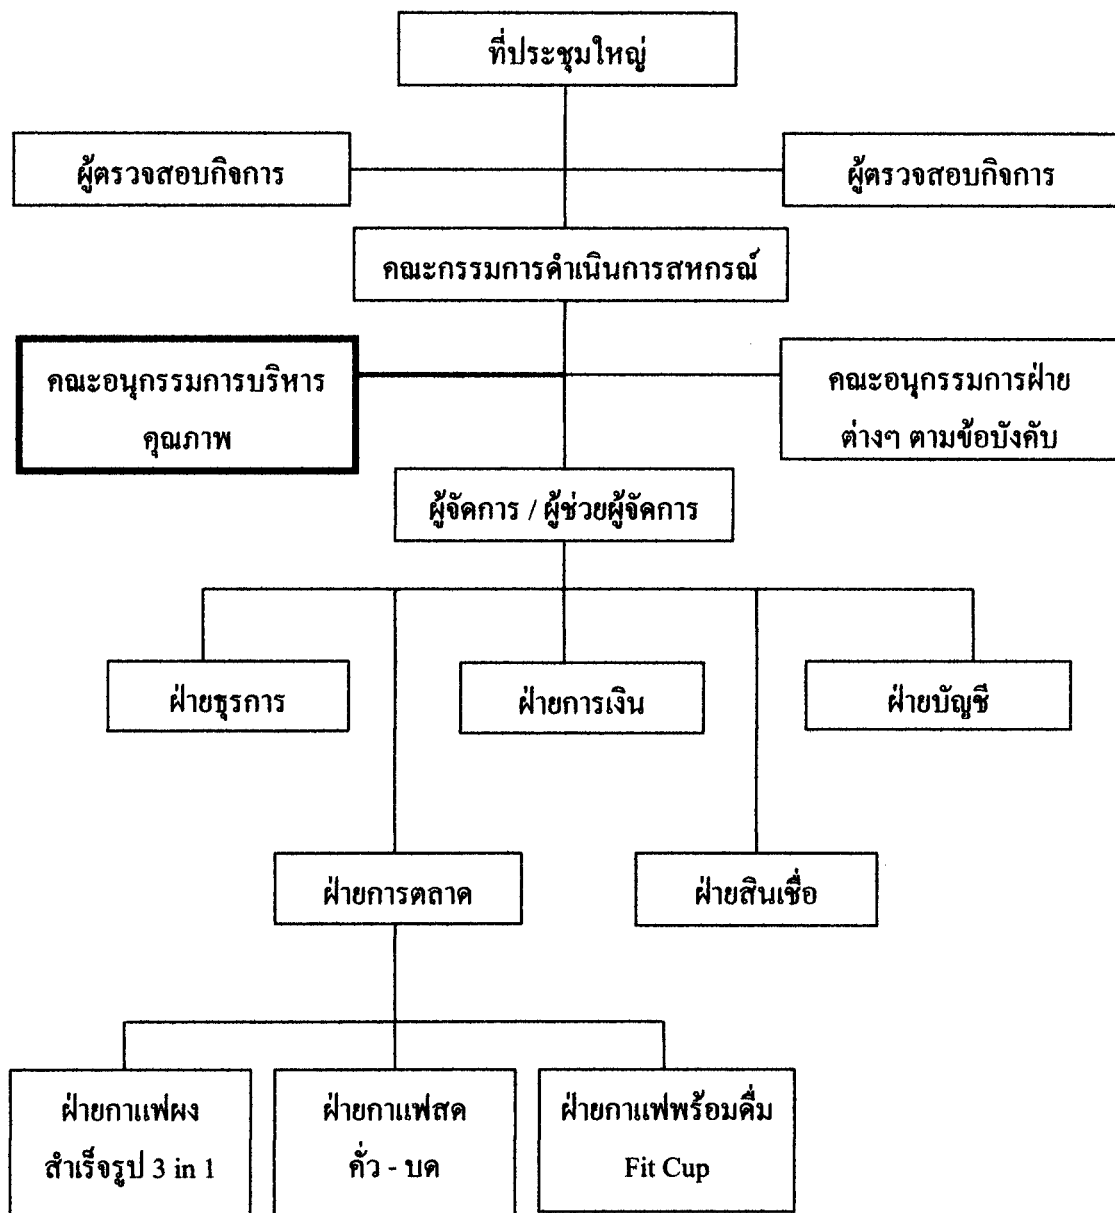 ที่ประชุมใหญ่
ผู้ตรวจสอบกิจการ
ผู้ตรวจสอบกิจการ
คณะกรรมการดำเนินการสหกรณ์
คณะอนุกรรมการบริหาร
คุณภาพ
คณะอนุกรรมการฝ่าย
ต่างๆ ตามข้อบังคับ
ผู้จัดการ / ผู้ช่วยผู้จัดการ
ฝ่ายธุรการ
ฝ่ายการเงิน
ฝ่ายบัญชี
ฝ่ายการตลาด
ฝ่ายสินเชื่อ
ฝ่ายกาแฟผง
สำเร็จรูป 3 in 1
ฝ่ายกาแฟสด
คั่ว - บด
ฝ่ายกาแฟพร้อมดื่ม
Fit Cup